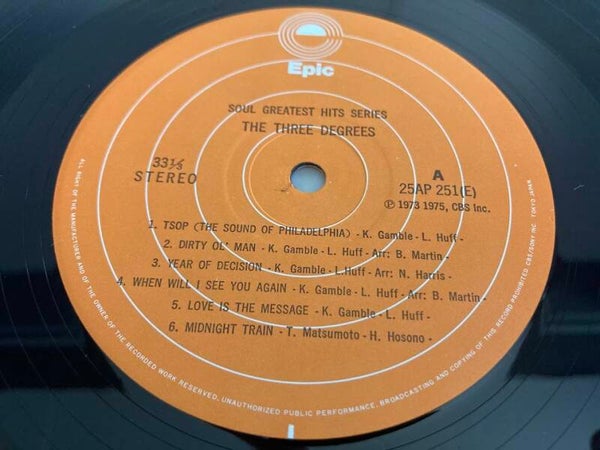 Epic
SOUL GREATEST HITS SERIES
THE THREE DEGREES
33⅓
STEREO
A
25AP 251(E)
℗ 1973 1975, CBS Inc.
1. TSOP (THE SOUND OF PHILADELPHIA) - K. Gamble - L. Huff -
2. DIRTY OL' MAN - K. Gamble - L. Huff - Arr: B. Martin -
3. YEAR OF DECISION - K. Gamble - L.Huff - Arr: N. Harris -
4. WHEN WILL I SEE YOU AGAIN - K. Gamble - L. Huff - Arr: B. Martin -
5. LOVE IS THE MESSAGE - K. Gamble - L. Huff -
6. MIDNIGHT TRAIN - T. Matsumoto - H. Hosono -
ALL RIGHT OF THE MANUFACTURER AND OF THE OWNER OF THE RECORDED WORK RESERVED. UNAUTHORIZED PUBLIC PERFORMANCE, BROADCASTING AND COPYING OF THIS RECORD PROHIBITED CBS/SONY INC. TOKYO JAPAN